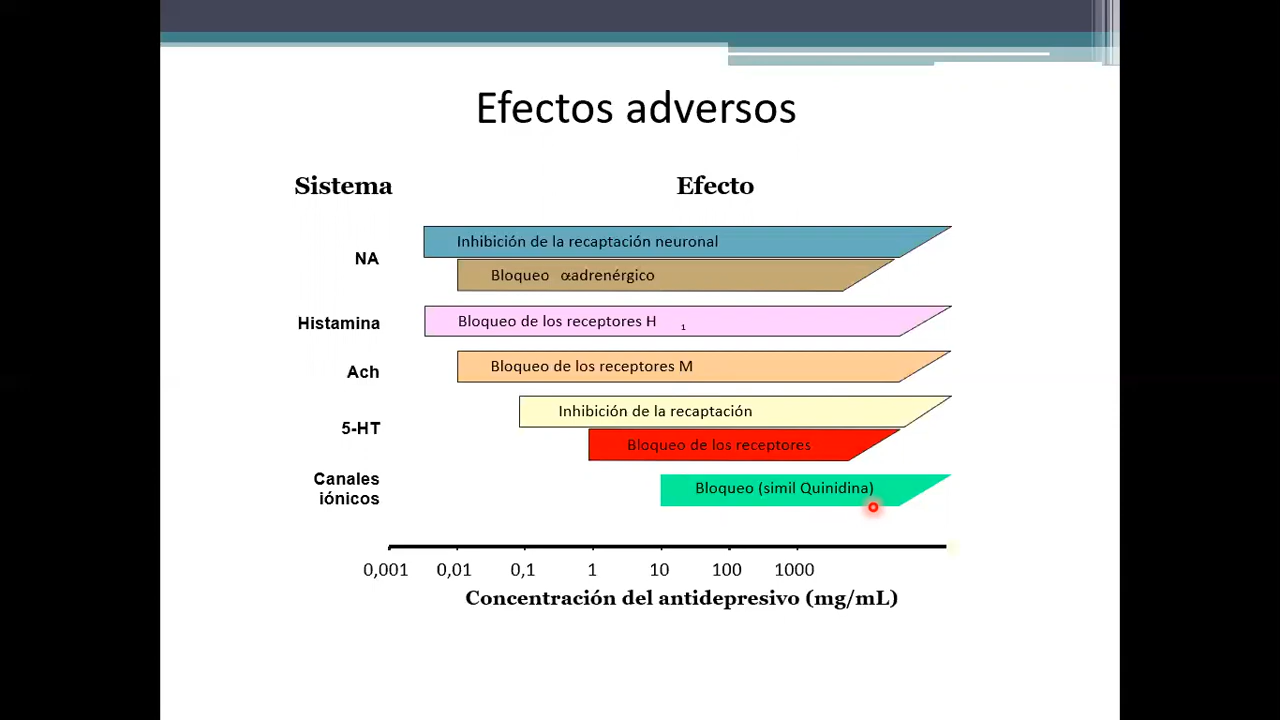 Efectos adversos
Sistema Efecto
Inhibición de la recaptación neuronal
NA
Bloqueo αadrenérgico
Histamina Bloqueo de los receptores H 1
Ach Bloqueo de los receptores M
Inhibición de la recaptación
5-HT
Bloqueo de los receptores
Canales
iónicos
Bloqueo (simil Quinidina)
0,001 0,01 0,1 1 10 100 1000
Concentración del antidepresivo (mg/mL)